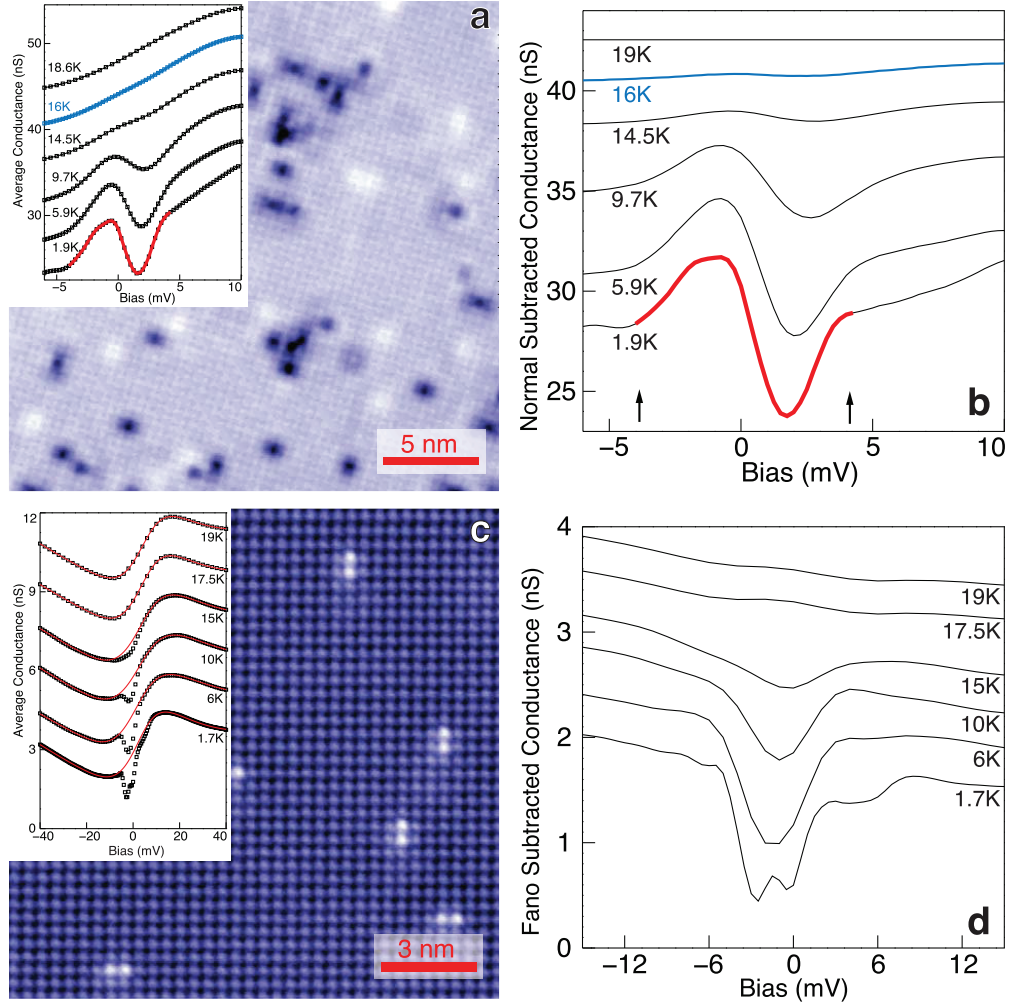 a
50
40
30
Average Conductance (nS)
18.6K
16K
14.5K
9.7K
5.9K
1.9K
−5
0
5
10
Bias (mV)
5 nm
40
35
30
25
Normal Subtracted Conductance (nS)
19K
16K
14.5K
9.7K
5.9K
1.9K
b
−5
0
5
10
Bias (mV)
c
12
9
6
3
0
Average Conductance (nS)
19K
17.5K
15K
10K
6K
1.7K
−40
−20
0
20
40
Bias (mV)
3 nm
4
3
2
1
0
Fano Subtracted Conductance (nS)
19K
17.5K
15K
10K
6K
1.7K
d
−12
−6
0
6
12
Bias (mV)